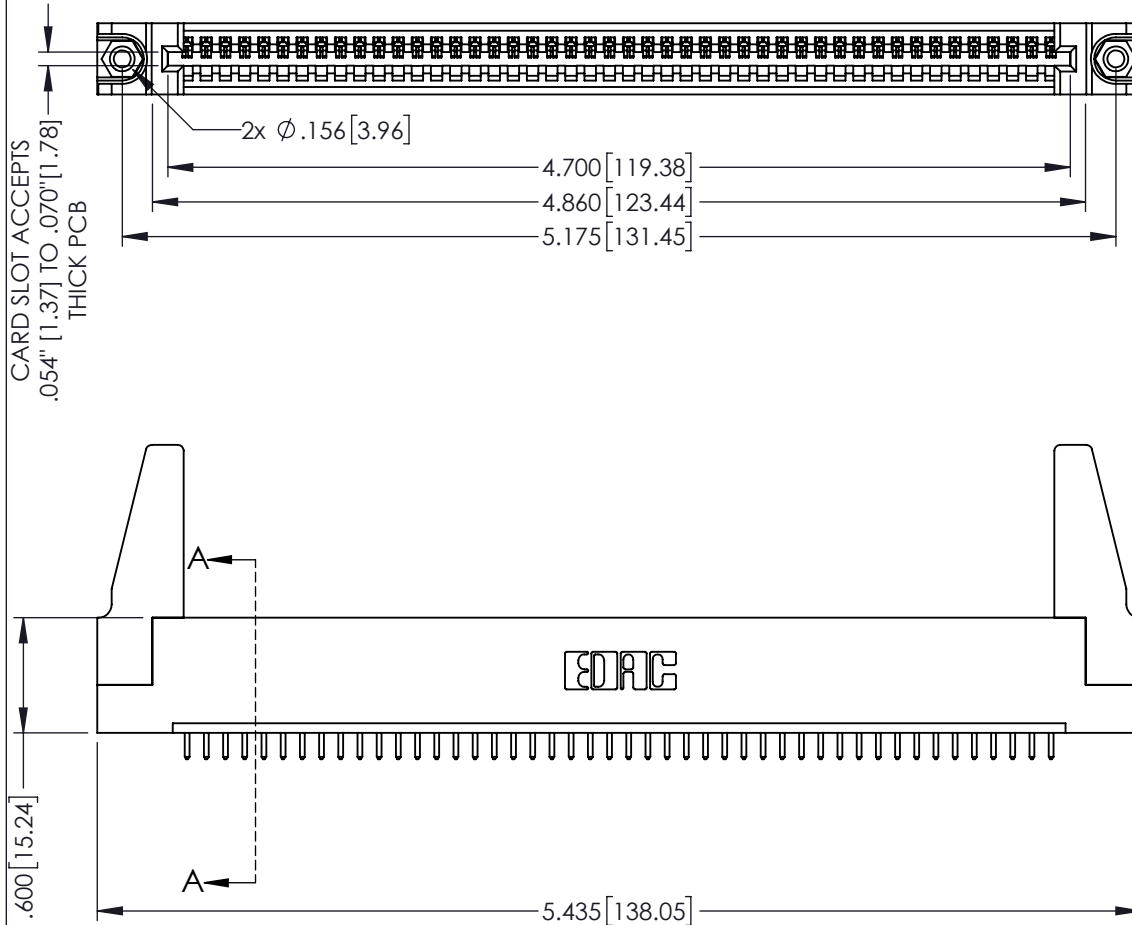 2x Ø.156[3.96]
4.700[119.38]
4.860[123.44]
5.175[131.45]
CARD SLOT ACCEPTS
.054" [1.37] TO .070"[1.78]
THICK PCB
A
EDAC
A
.600[15.24]
5.435[138.05]